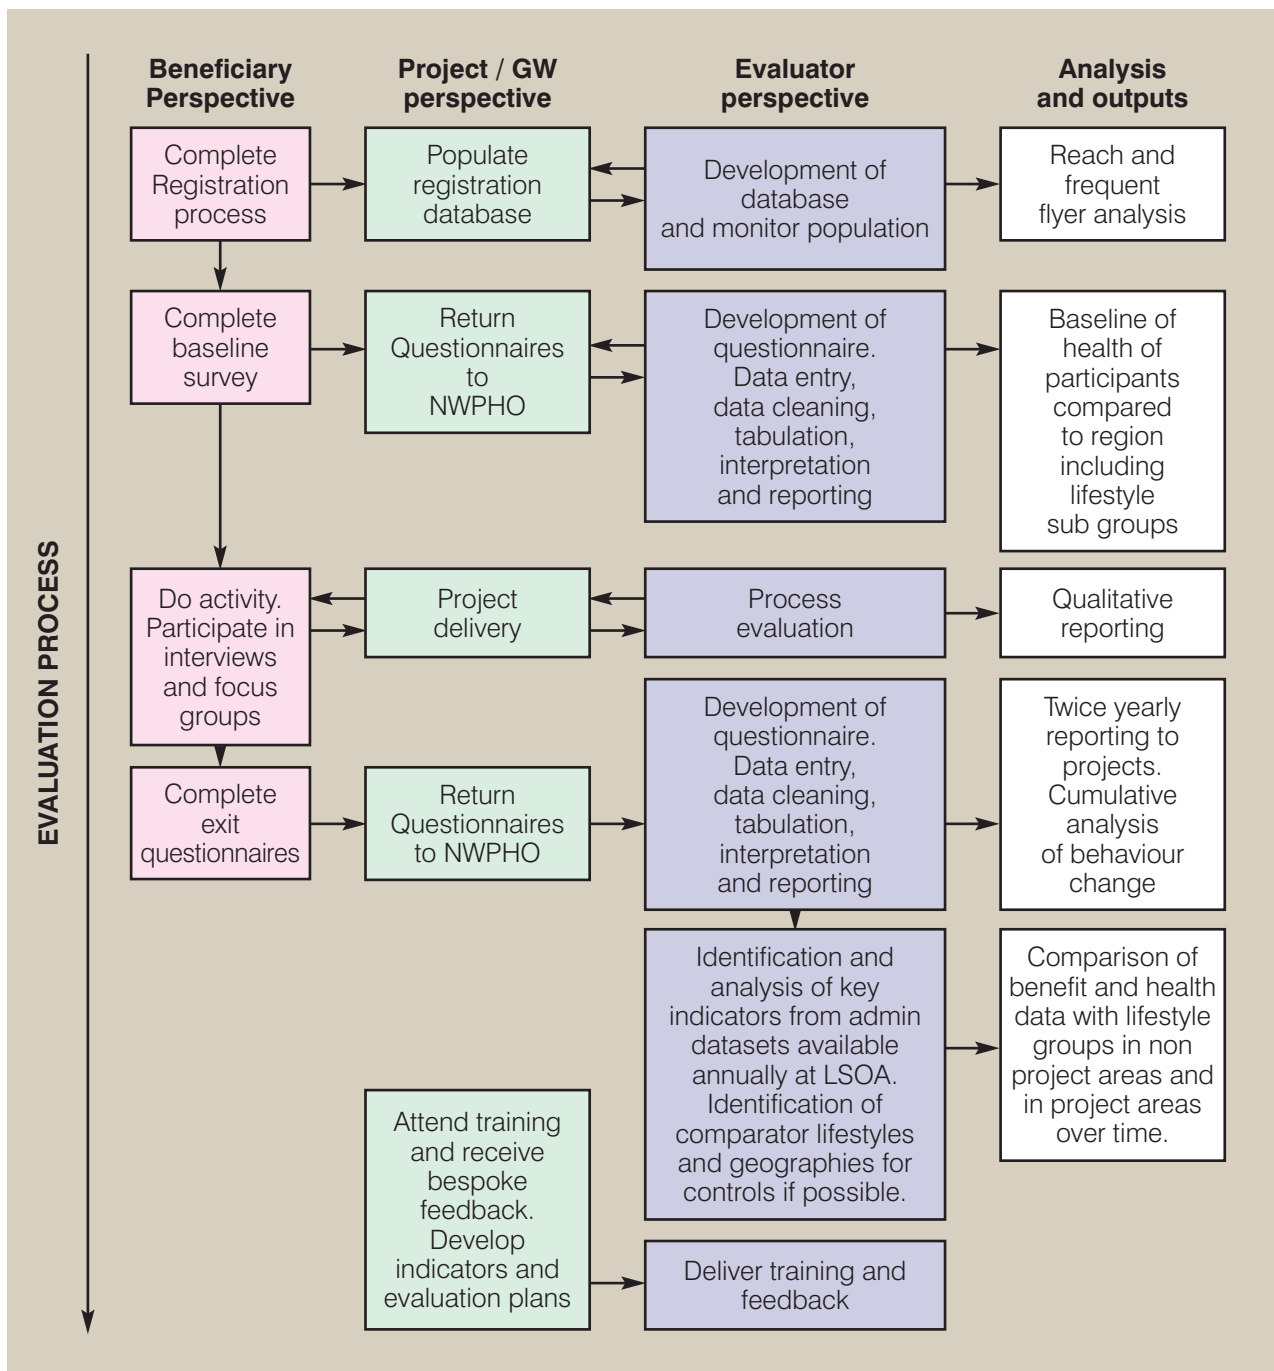 Beneficiary
Perspective
Project / GW
perspective
Evaluator
perspective
Analysis
and outputs
Complete
Registration
process
Populate
registration
database
Development of
database
and monitor population
Reach and
frequent
flyer analysis
Complete
baseline
survey
Return
Questionnaires
to
NWPHO
Development of
questionnaire.
Data entry,
data cleaning,
tabulation,
interpretation
and reporting
Baseline of
health of
participants
compared
to region
including
lifestyle
sub groups
EVALUATION PROCESS
Do activity.
Participate in
interviews
and focus
groups
Project
delivery
Process
evaluation
Qualitative
reporting
Complete
exit
questionnaires
Return
Questionnaires
to NWPHO
Development of
questionnaire.
Data entry,
data cleaning,
tabulation,
interpretation
and reporting
Twice yearly
reporting to
projects.
Cumulative
analysis
of behaviour
change
Identification and
analysis of key
indicators from admin
datasets available
annually at LSOA.
Identification of
comparator lifestyles
and geographies for
controls if possible.
Comparison of
benefit and health
data with lifestyle
groups in non
project areas and
in project areas
over time.
Attend training
and receive
bespoke
feedback.
Develop
indicators and
evaluation plans
Deliver training and
feedback